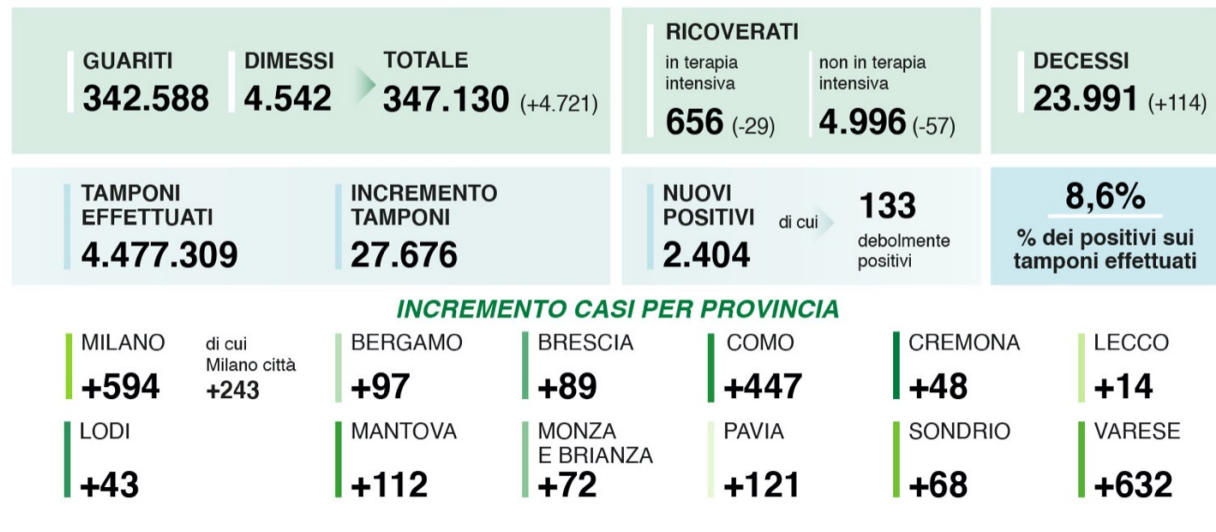 GUARITI
342.588
DIMESSI
4.542
TOTALE
347.130 (+4.721)
RICOVERATI
in terapia
intensiva
656 (-29)
non in terapia
intensiva
4.996 (-57)
DECESSI
23.991 (+114)
TAMPONI
EFFETTUATI
4.477.309
INCREMENTO
TAMPONI
27.676
NUOVI
POSITIVI
2.404
di cui
133
debolmente
positivi
8,6%
% dei positivi sui
tamponi effettuati
INCREMENTO CASI PER PROVINCIA
MILANO
+594
di cui
Milano città
+243
BERGAMO
+97
BRESCIA
+89
COMO
+447
CREMONA
+48
LECCO
+14
LODI
+43
MANTOVA
+112
MONZA
E BRIANZA
+72
PAVIA
+121
SONDRIO
+68
VARESE
+632